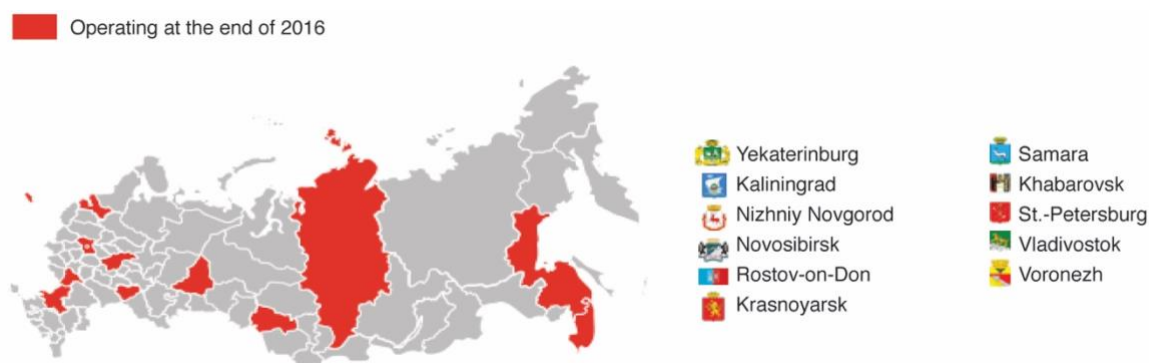 Operating at the end of 2016
Yekaterinburg
Kaliningrad
Nizhniy Novgorod
Novosibirsk
Rostov-on-Don
Krasnoyarsk
Samara
Khabarovsk
St.-Petersburg
Vladivostok
Voronezh